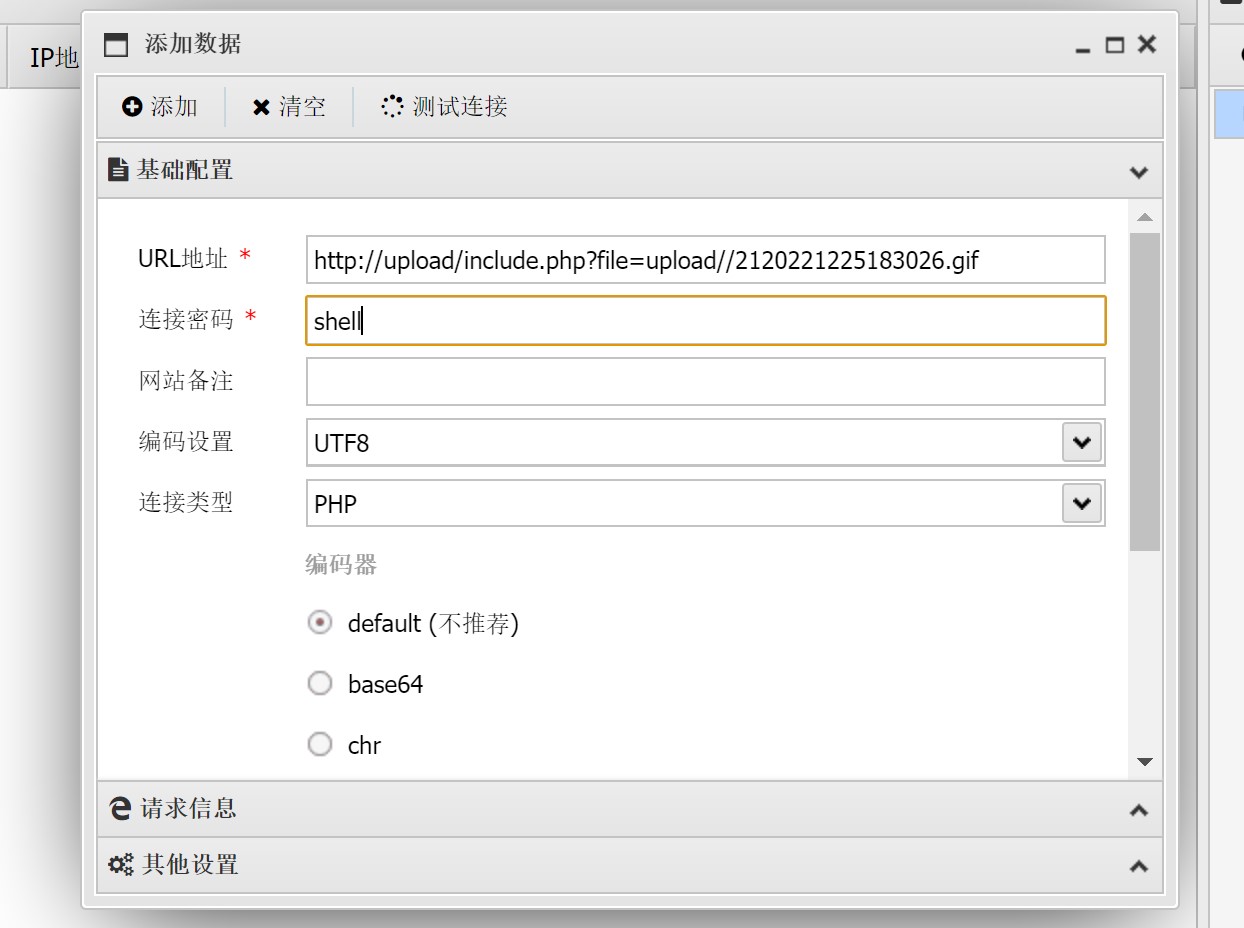 IP地
添加数据
添加 清空 测试连接
基础配置
URL地址 * http://upload/include.php?file=upload//2120221225183026.gif
连接密码 * shell
网站备注
编码设置 UTF8
连接类型 PHP
编码器
default (不推荐)
base64
chr
请求信息
其他设置